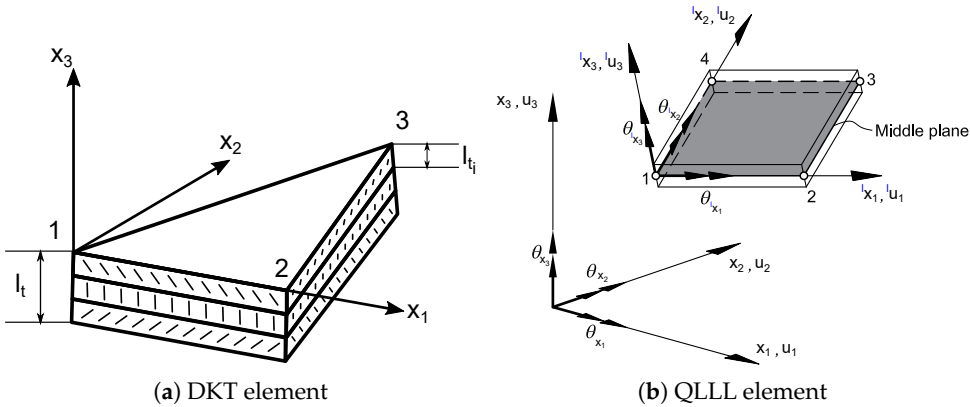 x3
x2
1
3
lti
lt
2
x1
(a) DKT element
lx2, lu2
lx3, lu3
4
3
x3, u3
θlx2
θlx3
Middle plane
1
2
θlx1
lx1, lu1
θx3
θx2
x2, u2
θx1
x1, u1
(b) QLLL element